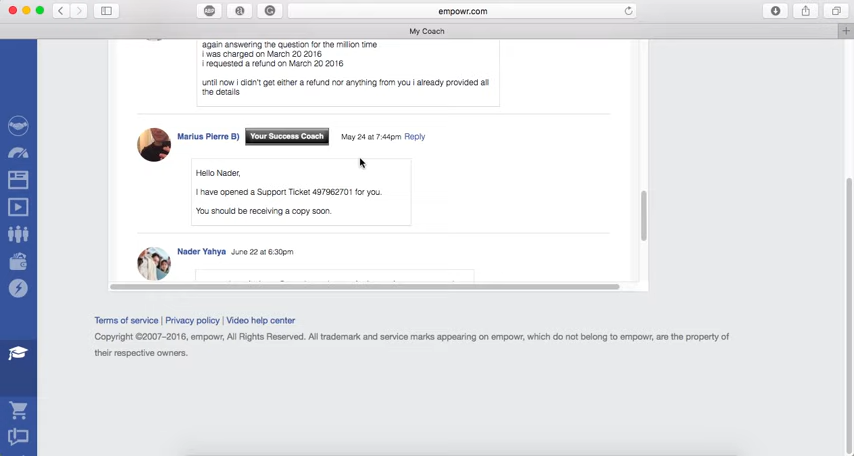 empowr.com
My Coach
again answering the question for the million time
i was charged on March 20 2016
i requested a refund on March 20 2016
until now i didn't get either a refund nor anything from you i already provided all
the details
Marius Pierre B) Your Success Coach May 24 at 7:44pm Reply
Hello Nader,
I have opened a Support Ticket 497962701 for you.
You should be receiving a copy soon.
Nader Yahya June 22 at 6:30pm
Terms of service | Privacy policy | Video help center
Copyright ©2007–2016, empowr, All Rights Reserved. All trademark and service marks appearing on empowr, which do not belong to empowr, are the property of
their respective owners.